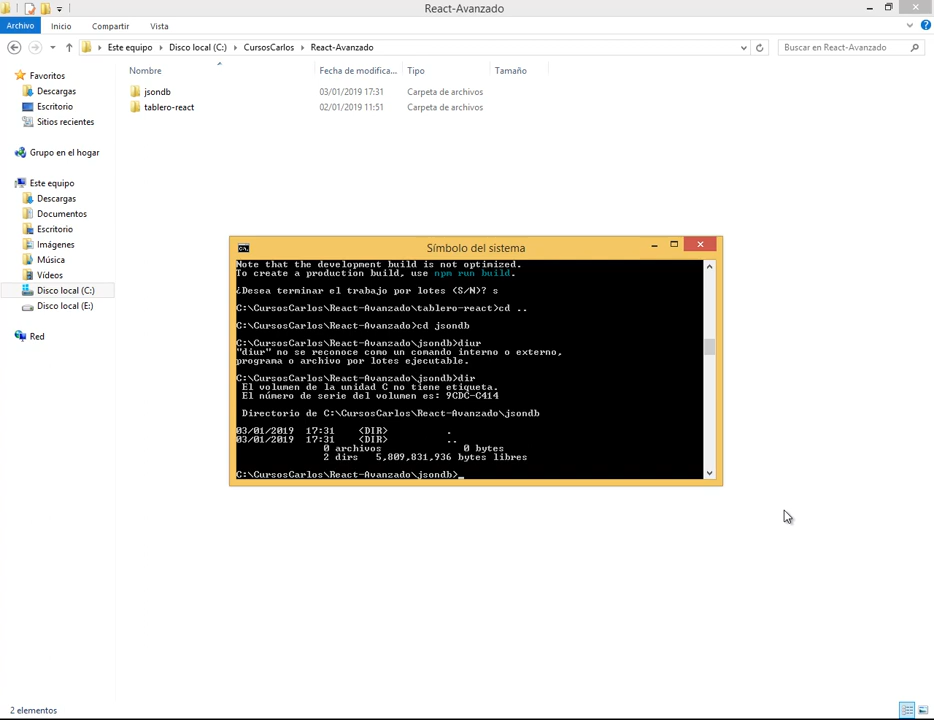 React-Avanzado
Archivo Inicio Compartir Vista
Este equipo Disco local (C:) CursosCarlos React-Avanzado Buscar en React-Avanzado
Nombre Fecha de modifica... Tipo Tamaño
jsondb 03/01/2019 17:31 Carpeta de archivos
tablero-react 02/01/2019 11:51 Carpeta de archivos
Favoritos
Descargas
Escritorio
Sitios recientes
Grupo en el hogar
Este equipo
Descargas
Documentos
Escritorio
Imágenes
Música
Vídeos
Disco local (C:)
Disco local (E:)
Red
Símbolo del sistema
Note that the development build is not optimized.
To create a production build, use npm run build.
¿Desea terminar el trabajo por lotes (S/N)? s
C:\CursosCarlos\React-Avanzado\tablero-react>cd ..
C:\CursosCarlos\React-Avanzado>cd jsondb
C:\CursosCarlos\React-Avanzado\jsondb>diur
"diur" no se reconoce como un comando interno o externo,
programa o archivo por lotes ejecutable.
C:\CursosCarlos\React-Avanzado\jsondb>dir
El volumen de la unidad C no tiene etiqueta.
El número de serie del volumen es: 9CDC-C414
Directorio de C:\CursosCarlos\React-Avanzado\jsondb
03/01/2019 17:31 <DIR> .
03/01/2019 17:31 <DIR> ..
0 archivos 0 bytes
2 dirs 5,809,831,936 bytes libres
C:\CursosCarlos\React-Avanzado\jsondb>_
2 elementos